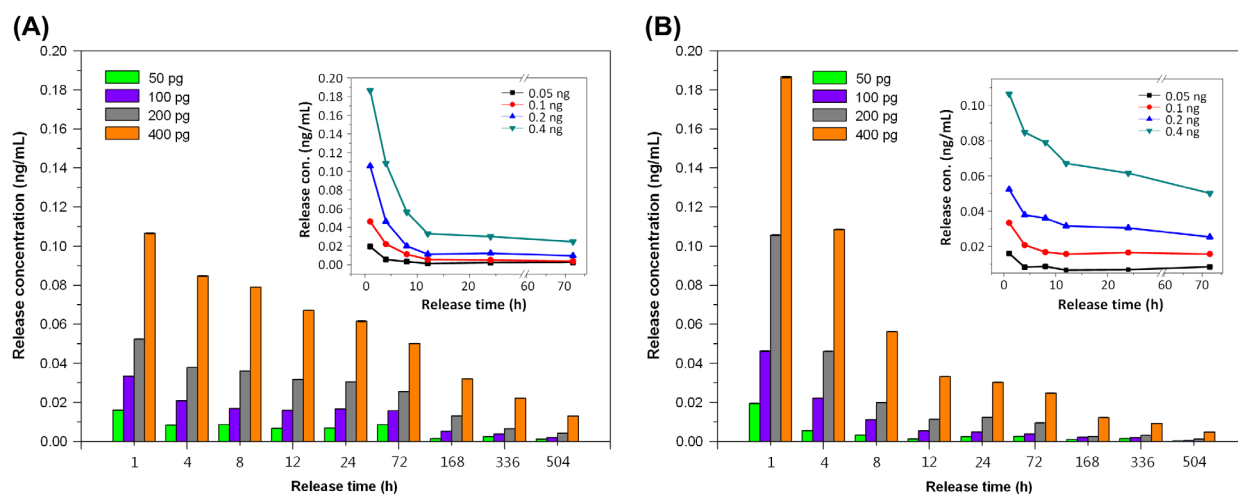 (A)
0.20
0.18
0.16
0.14
0.12
0.10
0.08
0.06
0.04
0.02
0.00
Release concentration (ng/mL)
50 pg
100 pg
200 pg
400 pg
1 4 8 12 24 72 168 336 504
Release time (h)
0.20
0.18
0.16
0.14
0.12
0.10
0.08
0.06
0.04
0.02
0.00
Release con. (ng/mL)
0.05 ng
0.1 ng
0.2 ng
0.4 ng
0 10 20 60 70
Release time (h)
(B)
0.20
0.18
0.16
0.14
0.12
0.10
0.08
0.06
0.04
0.02
0.00
Release concentration (ng/mL)
50 pg
100 pg
200 pg
400 pg
1 4 8 12 24 72 168 336 504
Release time (h)
0.10
0.08
0.06
0.04
0.02
Release con. (ng/mL)
0.05 ng
0.1 ng
0.2 ng
0.4 ng
0 10 20 60 70
Release time (h)